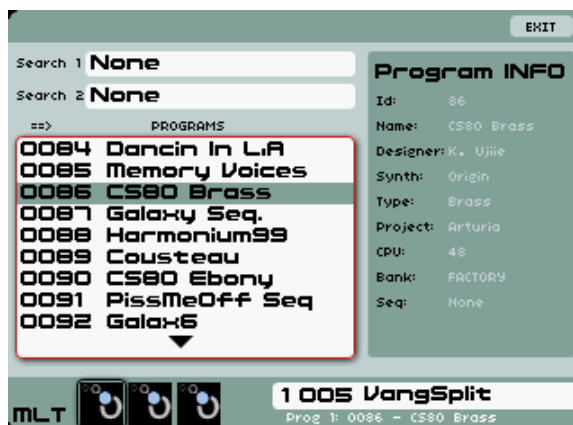 EXIT
Search 1 None
Search 2 None
==> PROGRAMS
0084 Dancin In L.A
0085 Memory Voices
0086 CS80 Brass
0087 Galaxy Seq.
0088 Harmonium99
0089 Cousteau
0090 CS80 Ebony
0091 PissMeOff Seq
0092 Galax6
Program INFO
Id: 86
Name: CS80 Brass
Designer: K. Ujiie
Synth: Origin
Type: Brass
Project: Arturia
CPU: 48
Bank: FACTORY
Seq: None
MLT
1 005 VangSplit
Prog 1: 0086 - CS80 Brass